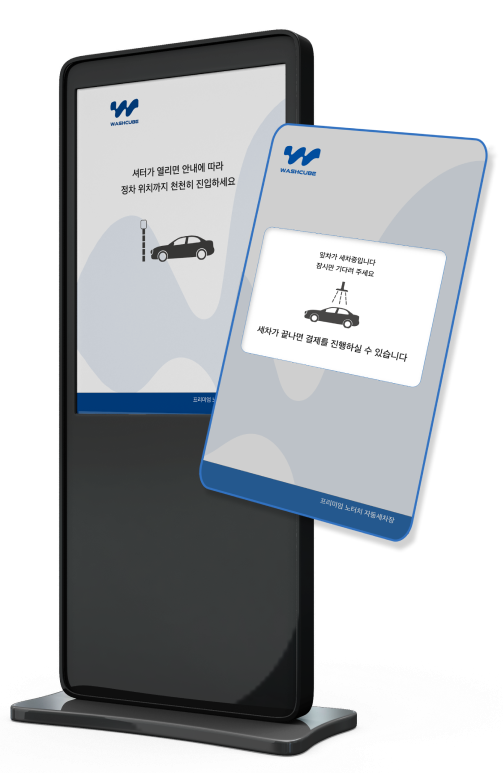 WASHCUBE
셔터가 열리면 안내에 따라
정차 위치까지 천천히 진입하세요
프리미엄
WASHCUBE
앞차가 세차중입니다
잠시만 기다려 주세요
세차가 끝나면 결제를 진행하실 수 있습니다
프리미엄 노터치 자동세차장